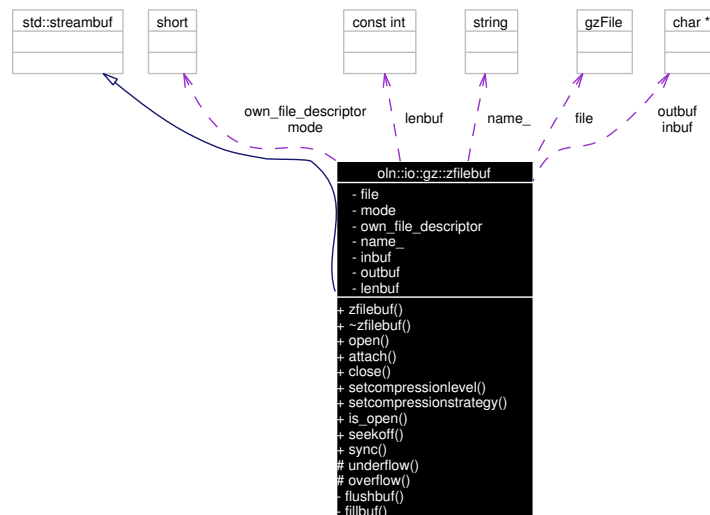 std::streambuf
short
const int
string
gzFile
char *
own_file_descriptor
mode
lenbuf
name_
file
outbuf
inbuf
oln::io::gz::zfilebuf
- file
- mode
- own_file_descriptor
- name_
- inbuf
- outbuf
- lenbuf
+ zfilebuf()
+ ~zfilebuf()
+ open()
+ attach()
+ close()
+ setcompressionlevel()
+ setcompressionstrategy()
+ is_open()
+ seekoff()
+ sync()
# underflow()
# overflow()
- flushbuf()
- fillbuf()